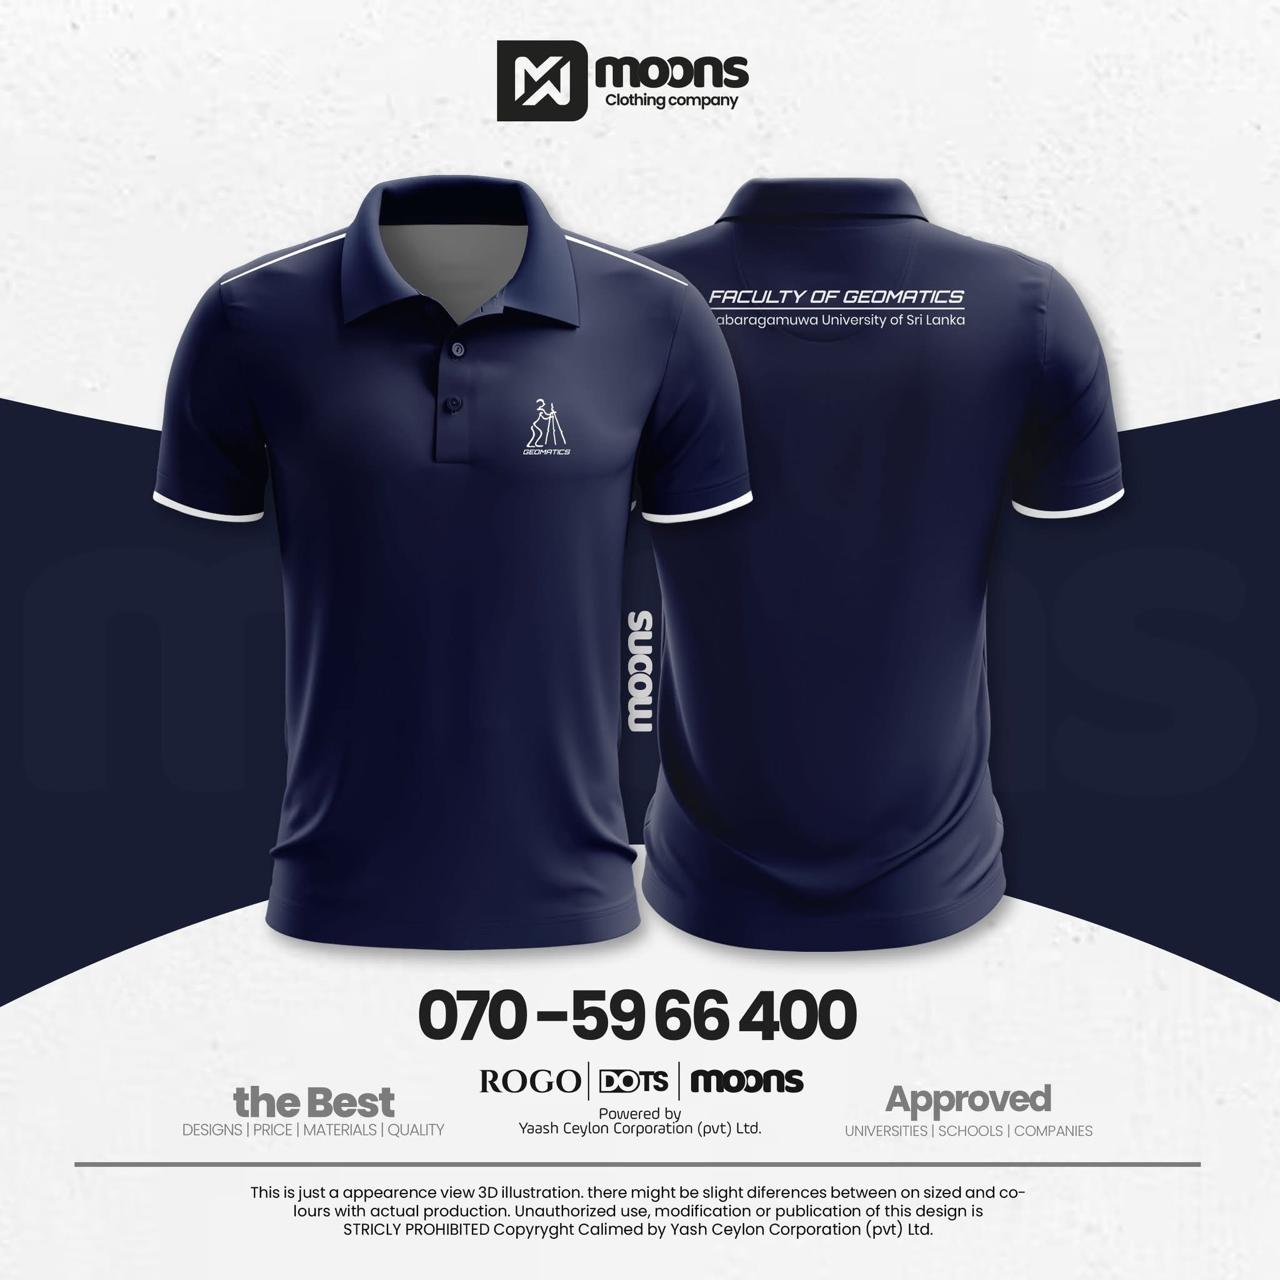 moons
Clothing company
FACULTY OF GEOMATICS
abaragamuwa University of Sri Lanka
GEOMATICS
moons
070-59 66 400
ROGO | DOTS | moons
Powered by
Yaash Ceylon Corporation (pvt) Ltd.
the Best
DESIGNS | PRICE | MATERIALS | QUALITY
Approved
UNIVERSITIES | SCHOOLS | COMPANIES
This is just a appearence view 3D illustration. there might be slight diferences between on sized and co-
lours with actual production. Unauthorized use, modification or publication of this design is
STRICLY PROHIBITED Copyryght Calimed by Yash Ceylon Corporation (pvt) Ltd.